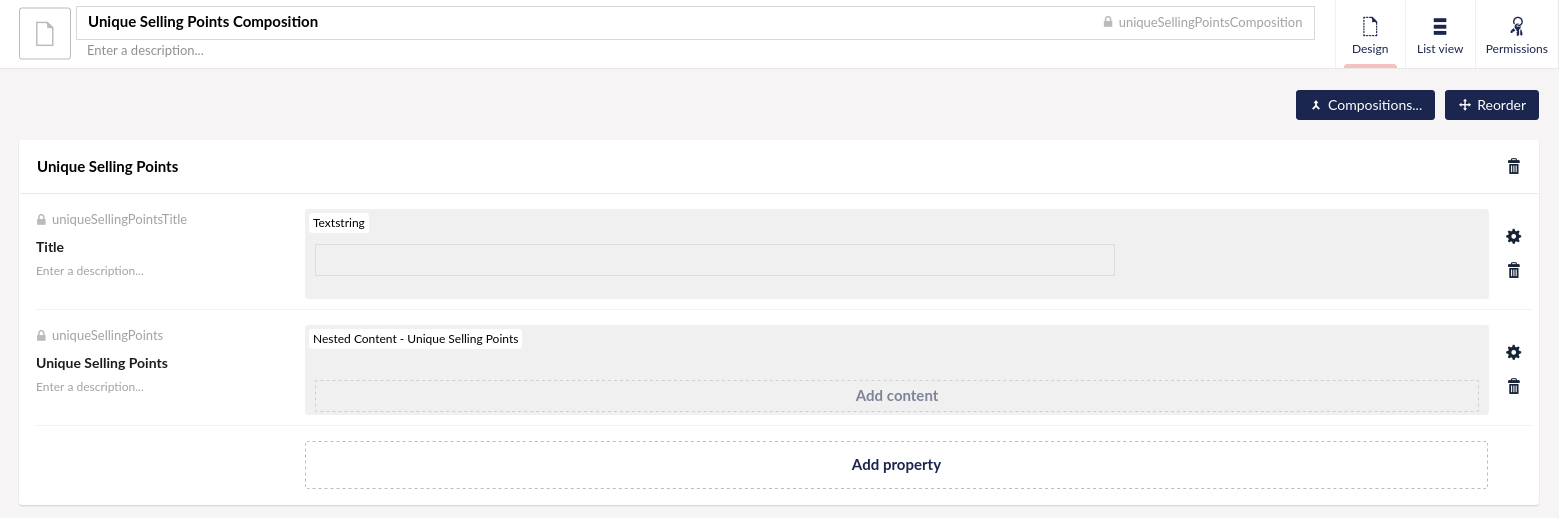 Unique Selling Points Composition
uniqueSellingPointsComposition
Enter a description...
Design
List view
Permissions
Compositions...
Reorder
Unique Selling Points
uniqueSellingPointsTitle
Title
Enter a description...
Textstring
uniqueSellingPoints
Unique Selling Points
Enter a description...
Nested Content - Unique Selling Points
Add content
Add property